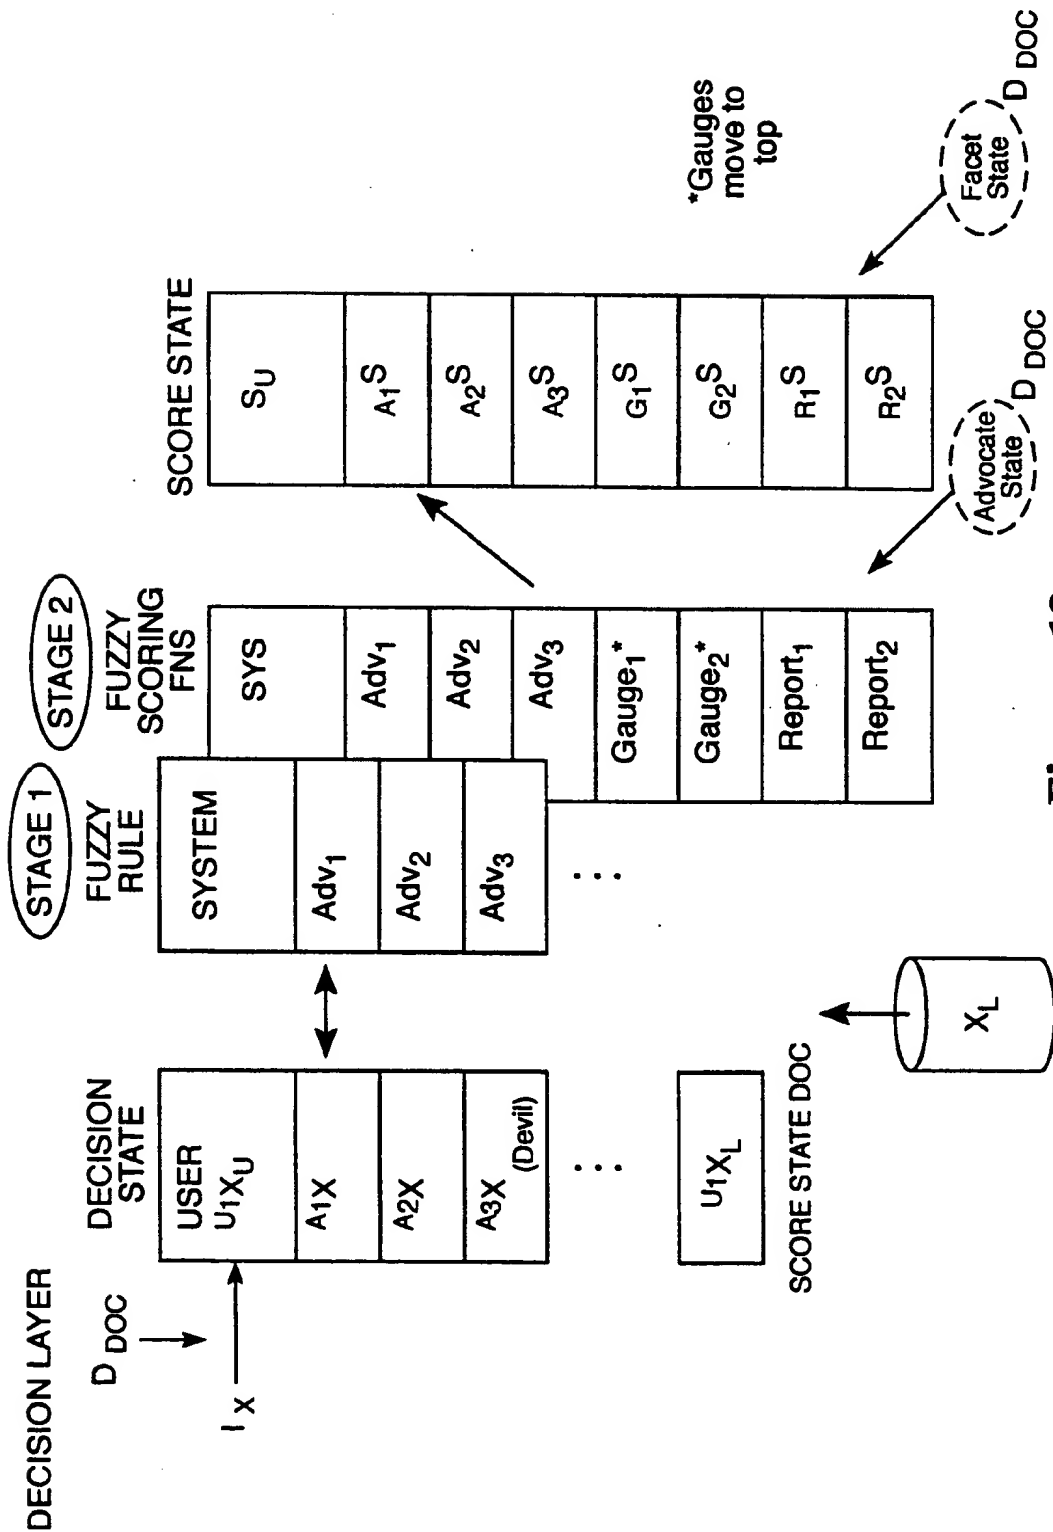 DECISION LAYER
D DOC
I X
DECISION
STATE
USER
U1XU
A1X
A2X
A3X
(Devil)
...
U1XL
SCORE STATE DOC
XL
STAGE 1
FUZZY
RULE
SYSTEM
Adv1
Adv2
Adv3
...
STAGE 2
FUZZY
SCORING
FNS
SYS
Adv1
Adv2
Adv3
Gauge1*
Gauge2*
Report1
Report2
SCORE STATE
SU
A1S
A2S
A3S
G1S
G2S
R1S
R2S
*Gauges
move to
top
Advocate
State
D DOC
Facet
State
D DOC